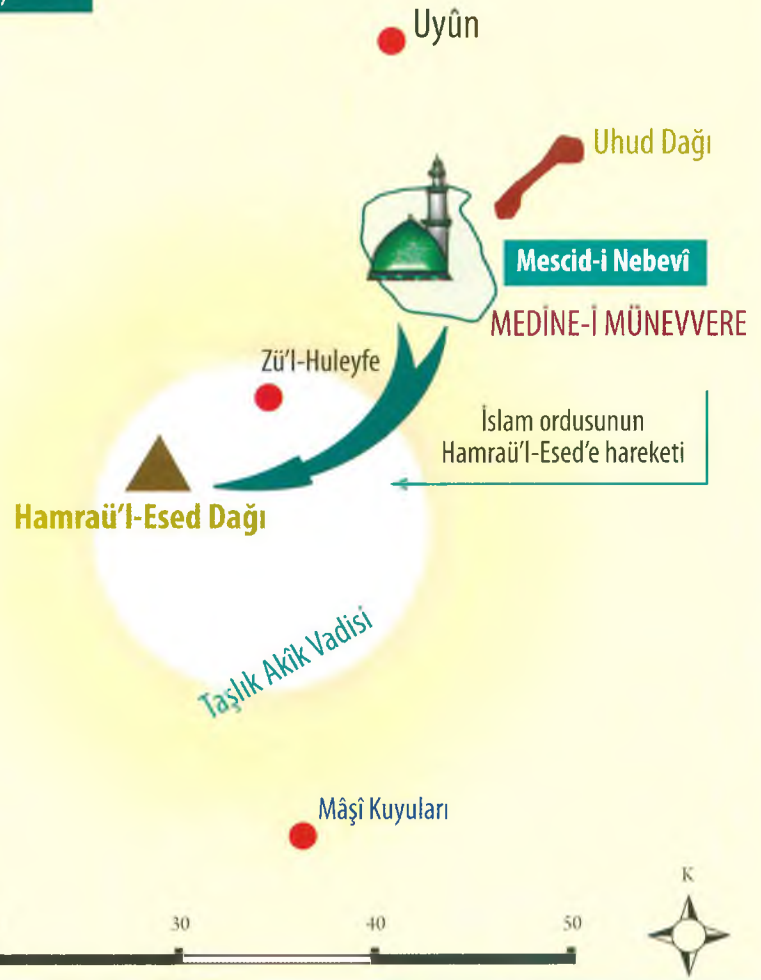 Uyûn
Uhud Dağı
Mescid-i Nebevî
MEDİNE-İ MÜNEVVERE
Zü'l-Huleyfe
İslam ordusunun
Hamraü'l-Esed'e hareketi
Hamraü'l-Esed Dağı
Taşlık Akîk Vadisi
Mâşî Kuyuları
K
30 40 50